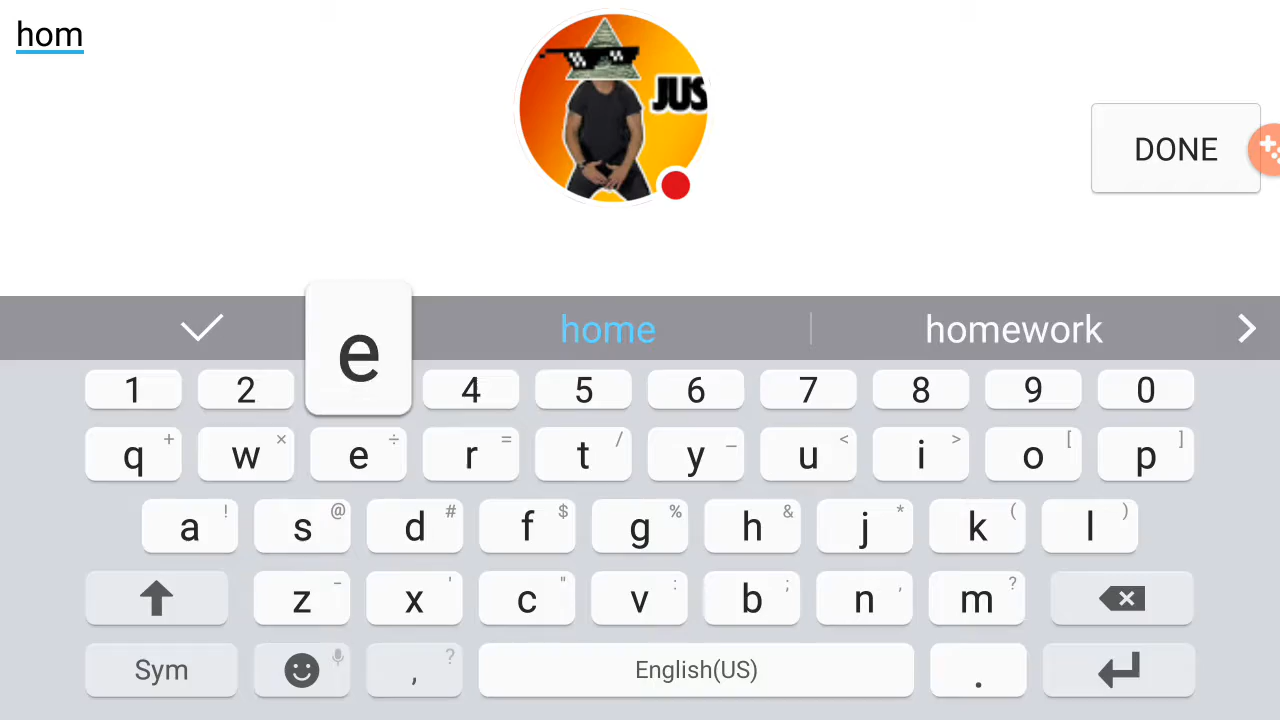 hom
JUS
DONE
e
home
homework
1 2 4 5 6 7 8 9 0
q + w × e ÷ r = t / y _ u < i > o [ p ]
a ! s @ d # f $ g % h & j * k ( l )
z - x ' c " v : b ; n , m ?
Sym , ? English(US) .